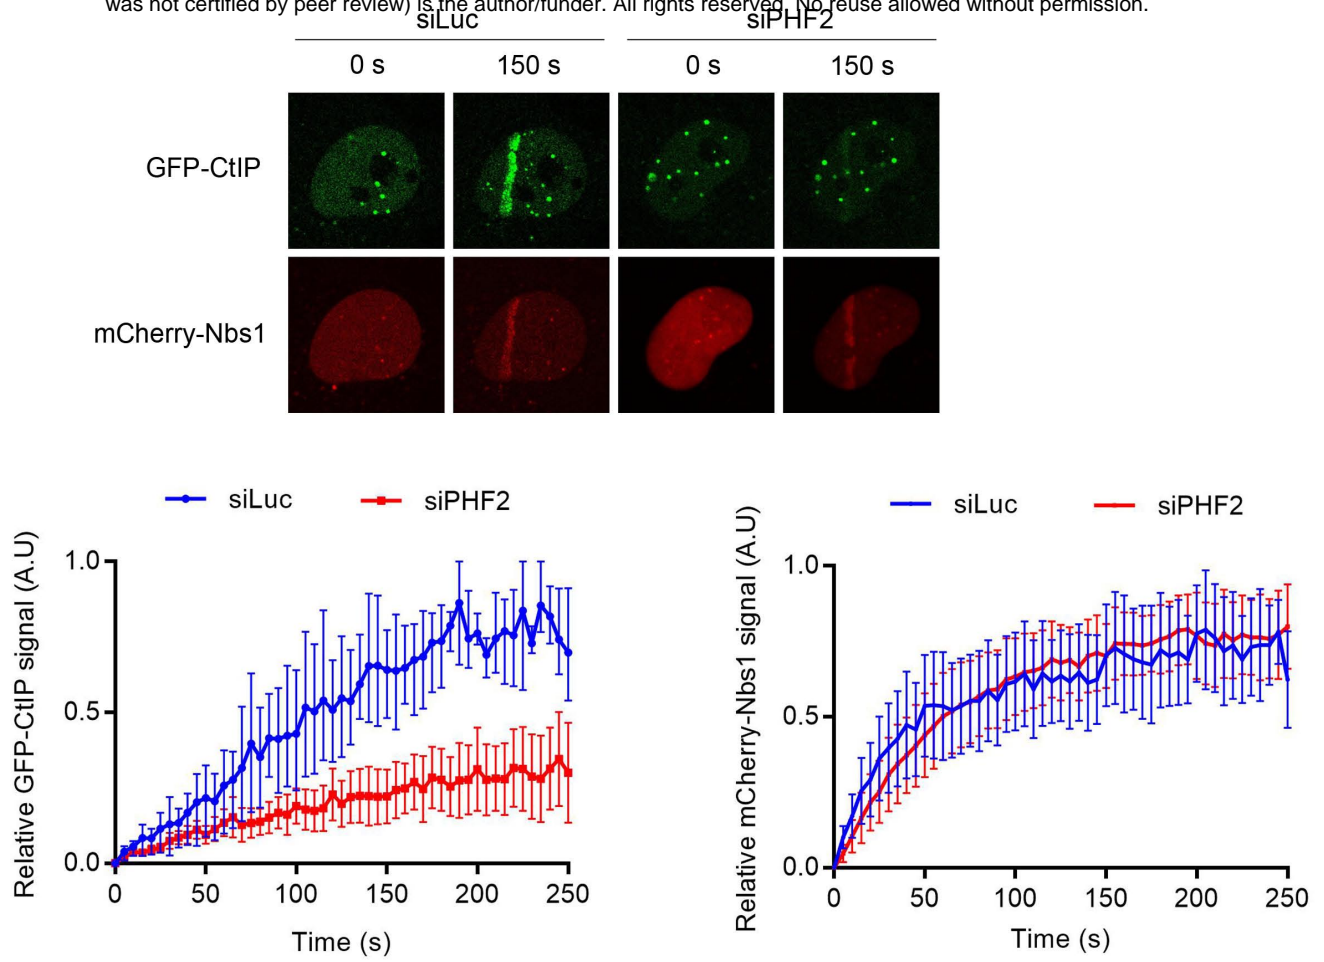 was not certified by peer review) is the author/funder. All rights reserved. No reuse allowed without permission.
siLuc siPHF2
0 s 150 s 0 s 150 s
GFP-CtIP
mCherry-Nbs1
siLuc siPHF2
Relative GFP-CtIP signal (A.U)
1.0
0.5
0.0
0 50 100 150 200 250
Time (s)
siLuc siPHF2
Relative mCherry-Nbs1 signal (A.U)
1.0
0.5
0.0
0 50 100 150 200 250
Time (s)